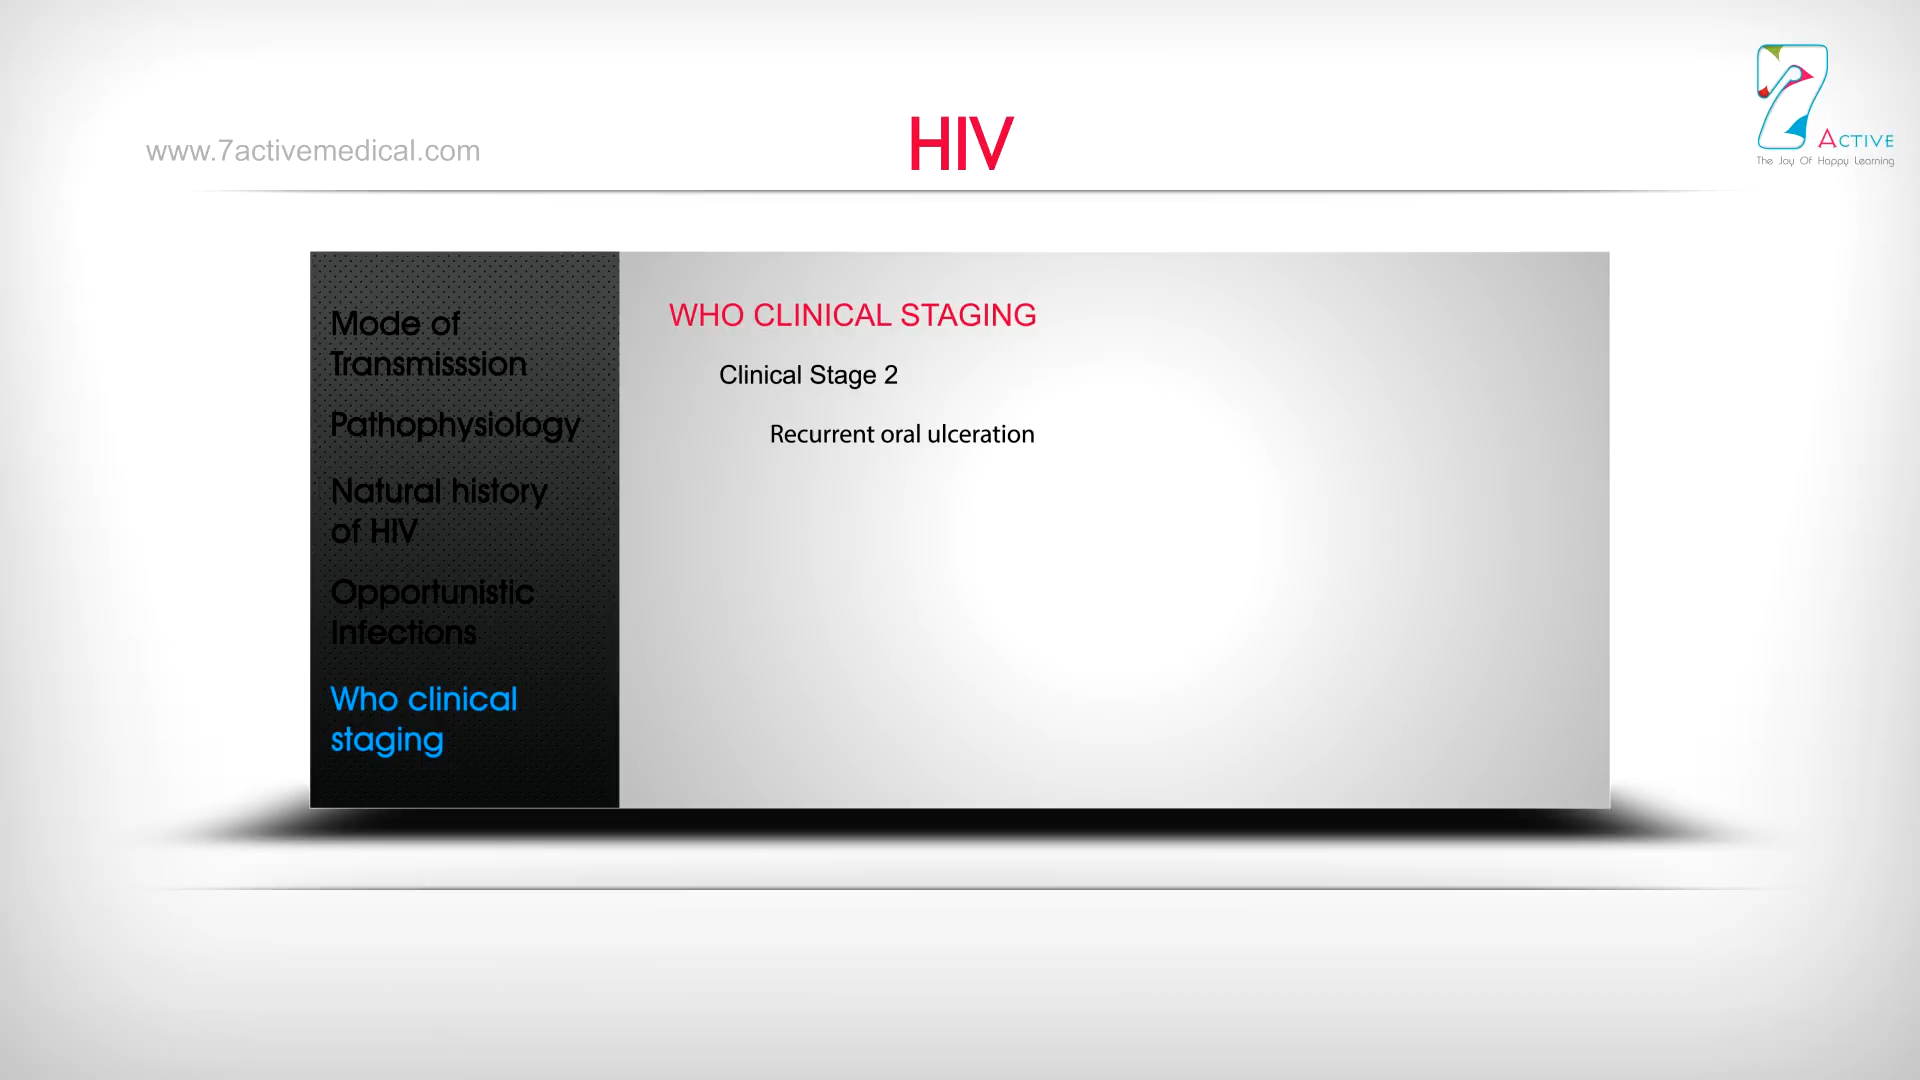 www.7activemedical.com
HIV
7
ACTIVE
The Joy Of Happy Learning
Mode of
Transmisssion
Pathophysiology
Natural history
of HIV
Opportunistic
Infections
Who clinical
staging
WHO CLINICAL STAGING
Clinical Stage 2
Recurrent oral ulceration